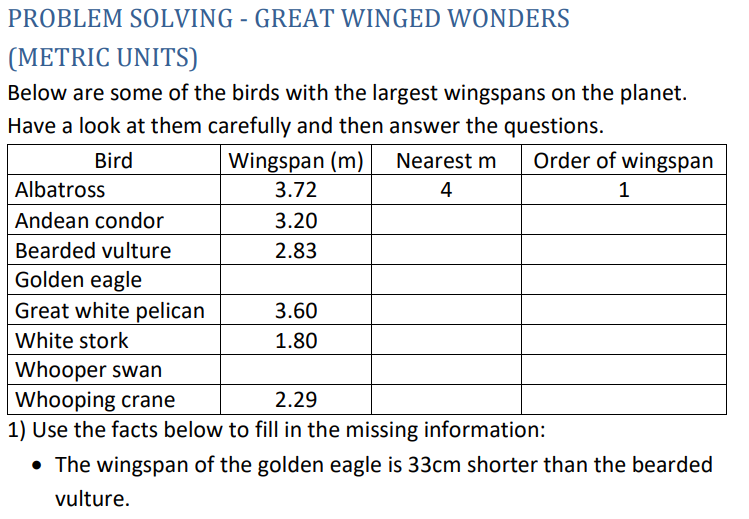 PROBLEM SOLVING - GREAT WINGED WONDERS
(METRIC UNITS)
Below are some of the birds with the largest wingspans on the planet.
Have a look at them carefully and then answer the questions.
Bird Wingspan (m) Nearest m Order of wingspan
Albatross 3.72 4 1
Andean condor 3.20
Bearded vulture 2.83
Golden eagle
Great white pelican 3.60
White stork 1.80
Whooper swan
Whooping crane 2.29
1) Use the facts below to fill in the missing information:
• The wingspan of the golden eagle is 33cm shorter than the bearded
vulture.